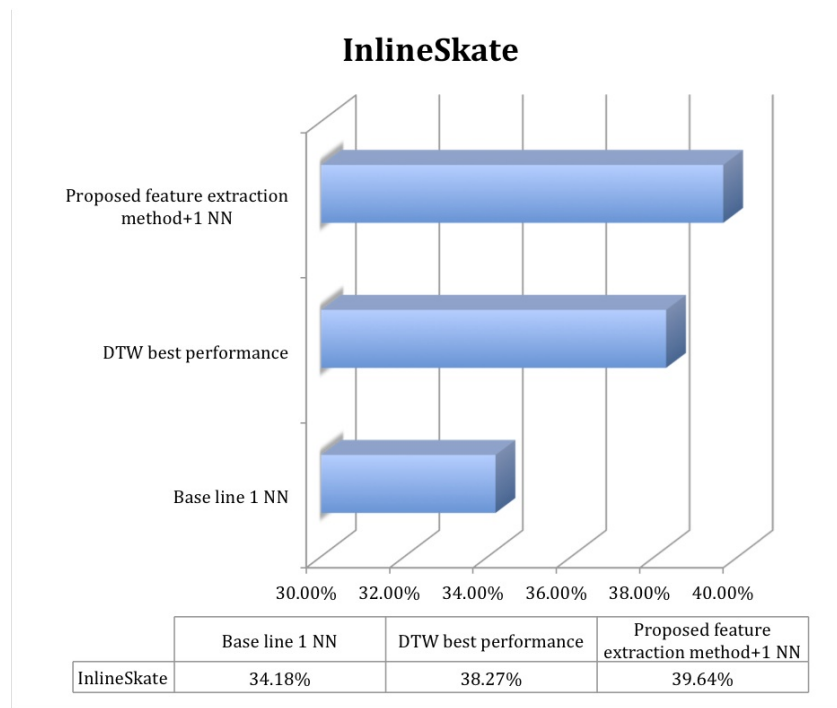 InlineSkate
Proposed feature extraction
method+1 NN
DTW best performance
Base line 1 NN
30.00% 32.00% 34.00% 36.00% 38.00% 40.00%
Base line 1 NN DTW best performance Proposed feature
extraction method+1 NN
InlineSkate 34.18% 38.27% 39.64%